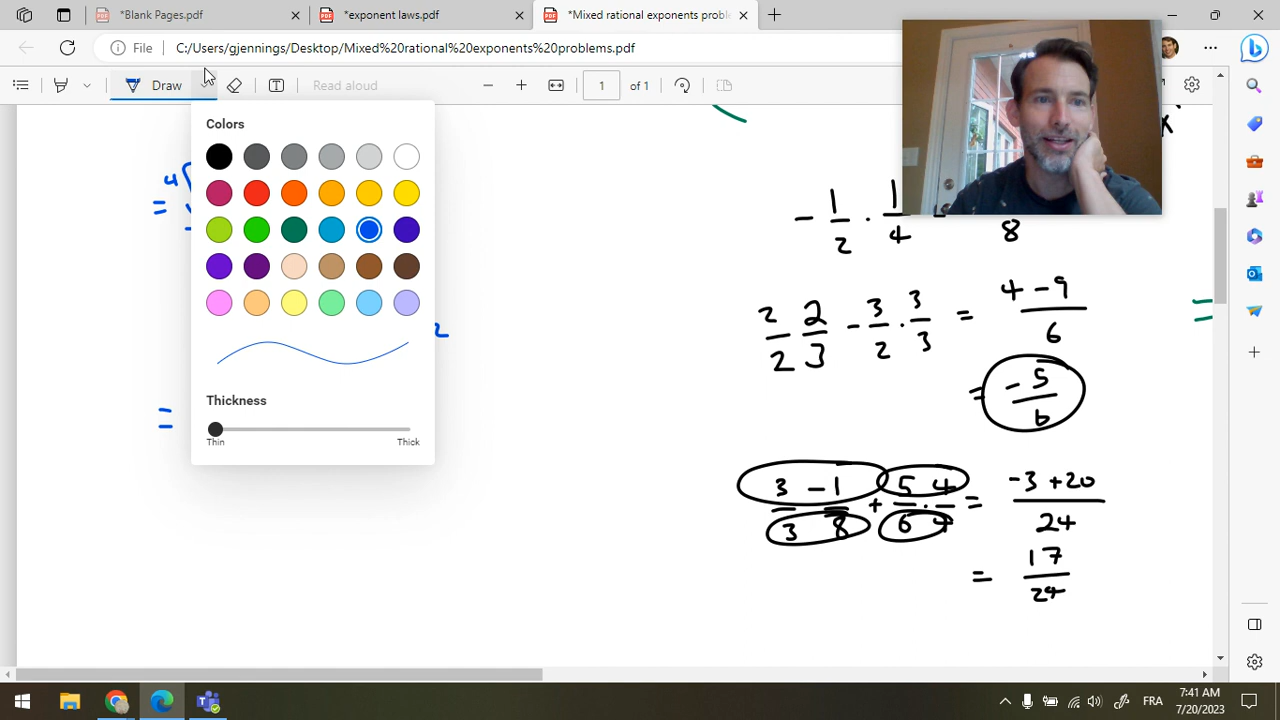 *Blank Pages.pdf
*exponent laws.pdf
*Mixed rational exponents proble
File
C:/Users/gjennings/Desktop/Mixed%20rational%20exponents%20problems.pdf
Draw
Read aloud
1 of 1
Colors
Thickness
Thin Thick
4
=
=
2
x
- 1/2 · 1/4
8
2/2 2/3 - 3/2 · 3/3 = 4-9/6
= -5/6
3/3 -1/8 + 5/6 · 4/4 = -3+20/24
= 17/24
=
FRA
7:41 AM
7/20/2023